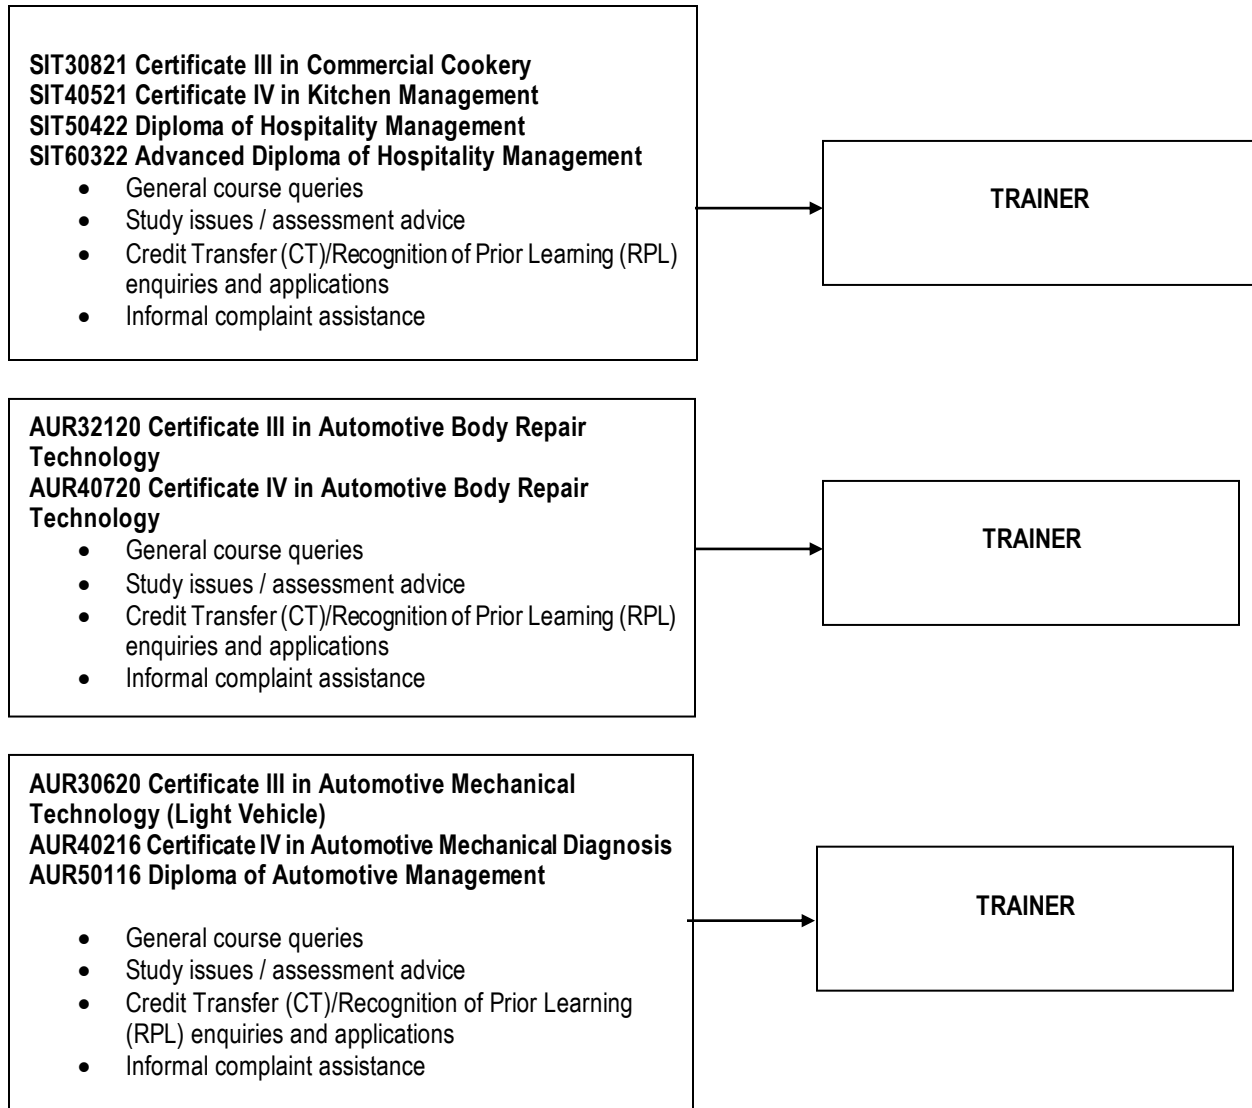 SIT30821 Certificate III in Commercial Cookery
SIT40521 Certificate IV in Kitchen Management
SIT50422 Diploma of Hospitality Management
SIT60322 Advanced Diploma of Hospitality Management
• General course queries
• Study issues / assessment advice
• Credit Transfer (CT)/Recognition of Prior Learning (RPL)
enquiries and applications
• Informal complaint assistance
TRAINER
AUR32120 Certificate III in Automotive Body Repair
Technology
AUR40720 Certificate IV in Automotive Body Repair
Technology
• General course queries
• Study issues / assessment advice
• Credit Transfer (CT)/Recognition of Prior Learning (RPL)
enquiries and applications
• Informal complaint assistance
TRAINER
AUR30620 Certificate III in Automotive Mechanical
Technology (Light Vehicle)
AUR40216 Certificate IV in Automotive Mechanical Diagnosis
AUR50116 Diploma of Automotive Management
• General course queries
• Study issues / assessment advice
• Credit Transfer (CT)/Recognition of Prior Learning
(RPL) enquiries and applications
• Informal complaint assistance
TRAINER